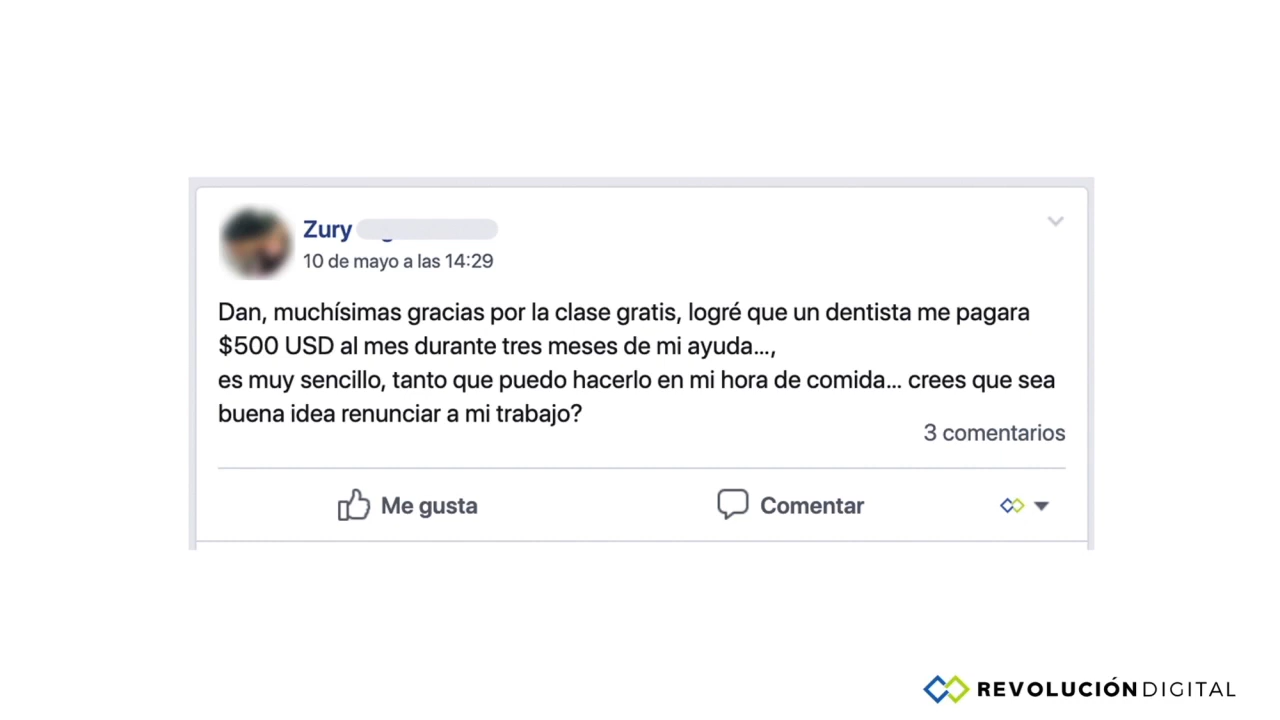 Zury
10 de mayo a las 14:29
Dan, muchísimas gracias por la clase gratis, logré que un dentista me pagara
$500 USD al mes durante tres meses de mi ayuda...,
es muy sencillo, tanto que puedo hacerlo en mi hora de comida... crees que sea
buena idea renunciar a mi trabajo?
3 comentarios
Me gusta
Comentar
REVOLUCIÓN DIGITAL